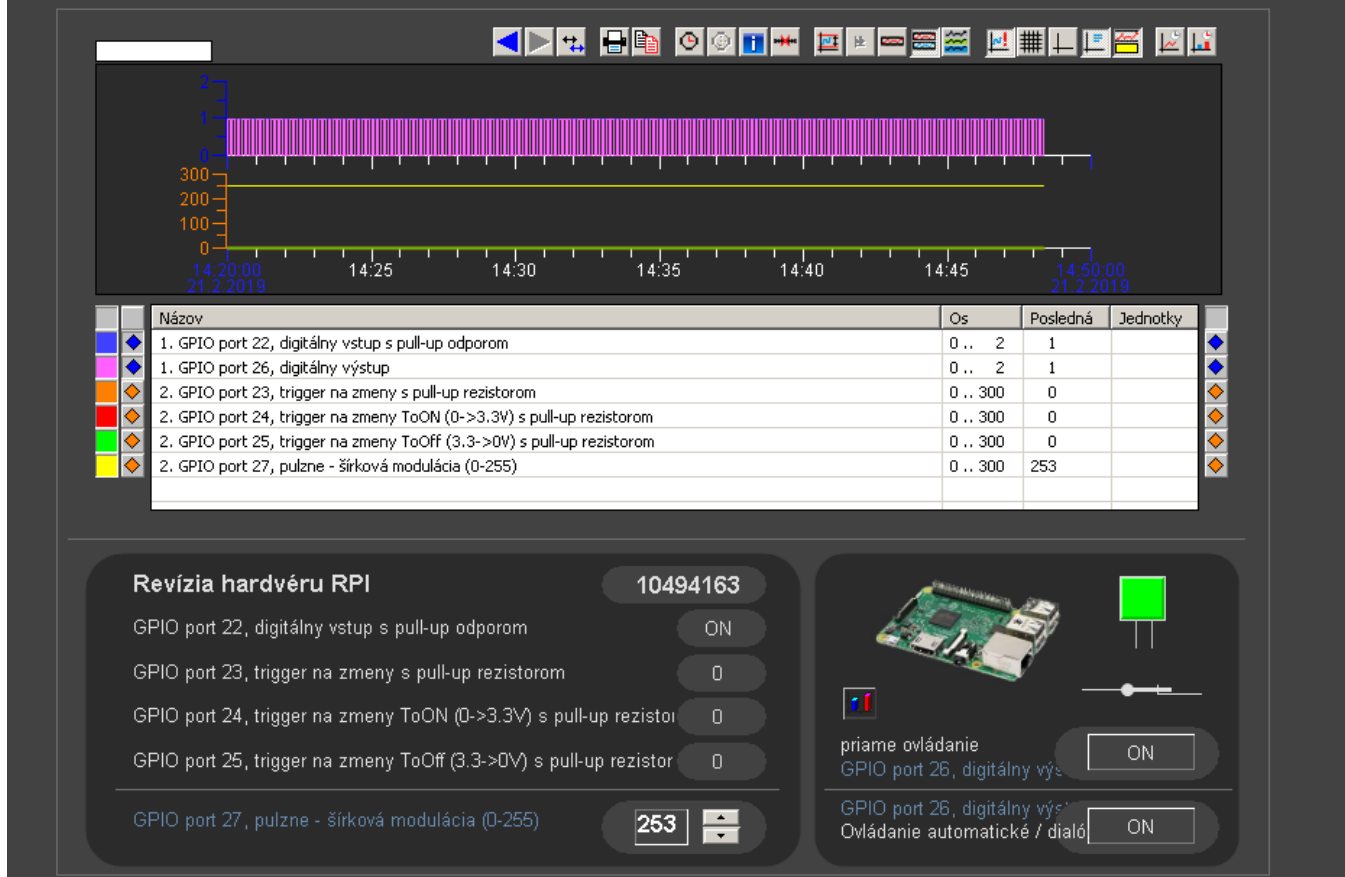 2
1
0
300
200
100
0
14:20:00 14:25 14:30 14:35 14:40 14:45 14:50:00
21.2.2019 21.2.2019
Názov Os Posledná Jednotky
1. GPIO port 22, digitálny vstup s pull-up odporom 0 .. 2 1
1. GPIO port 26, digitálny výstup 0 .. 2 1
2. GPIO port 23, trigger na zmeny s pull-up rezistorom 0 .. 300 0
2. GPIO port 24, trigger na zmeny ToON (0->3.3V) s pull-up rezistorom 0 .. 300 0
2. GPIO port 25, trigger na zmeny ToOff (3.3->0V) s pull-up rezistorom 0 .. 300 0
2. GPIO port 27, pulzne - šírková modulácia (0-255) 0 .. 300 253
Revízia hardvéru RPI 10494163
GPIO port 22, digitálny vstup s pull-up odporom ON
GPIO port 23, trigger na zmeny s pull-up rezistorom 0
GPIO port 24, trigger na zmeny ToON (0->3.3V) s pull-up rezistor 0
GPIO port 25, trigger na zmeny ToOff (3.3->0V) s pull-up rezistor 0
GPIO port 27, pulzne - šírková modulácia (0-255) 253
priame ovládanie
GPIO port 26, digitálny výs ON
GPIO port 26, digitálny výs
Ovládanie automatické / dialó ON